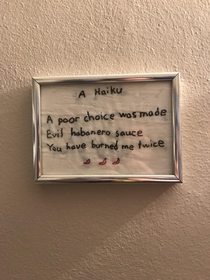 A Haiku
A poor choice was made
Evil habanero sauce
You have burned me twice